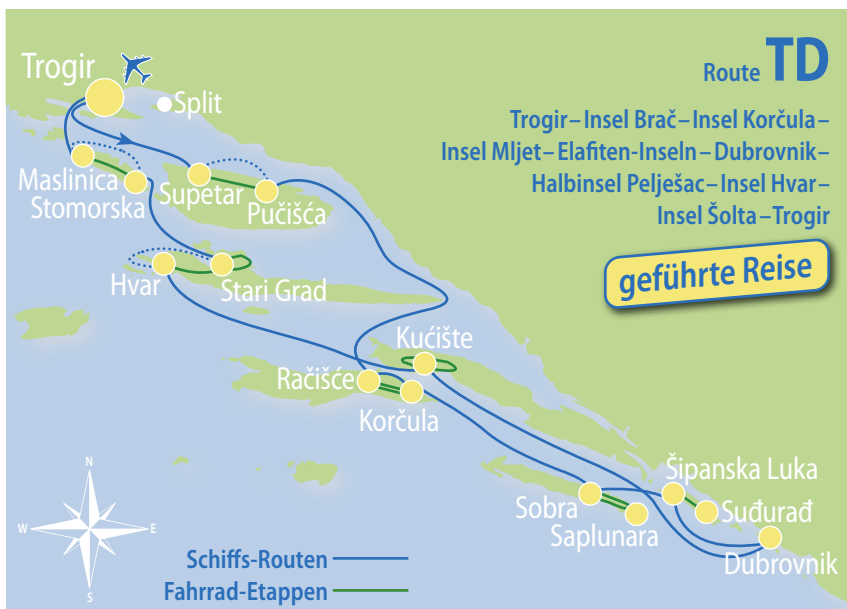 Route TD
Trogir – Insel Brač – Insel Korčula –
Insel Mljet – Elafiten-Inseln – Dubrovnik –
Halbinsel Pelješac – Insel Hvar –
Insel Šolta – Trogir
geführte Reise
Trogir
Split
Maslinica
Stomorska
Supetar
Pučišća
Hvar
Stari Grad
Kućište
Račišće
Korčula
Šipanska Luka
Sobra
Suđurađ
Saplunara
Dubrovnik
N
W
E
S
Schiffs-Routen
Fahrrad-Etappen